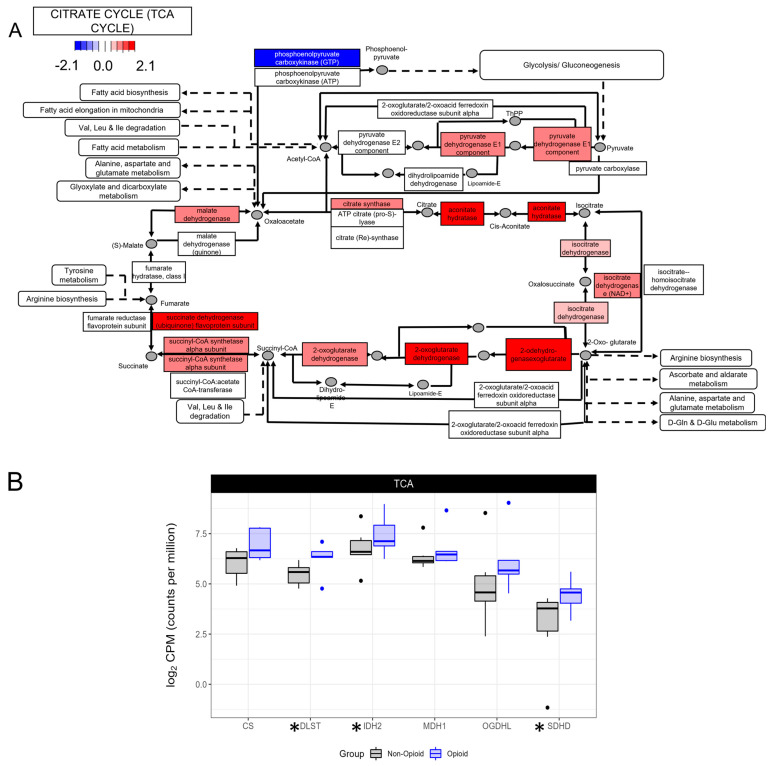 A
CITRATE CYCLE (TCA
CYCLE)
-2.1
0.0
2.1
phosphoenolpyruvate
carboxykinase (GTP)
phosphoenolpyruvate
carboxykinase (ATP)
Phosphoenol-
pyruvate
Glycolysis/ Gluconeogenesis
Fatty acid biosynthesis
Fatty acid elongation in mitochondria
Val, Leu & Ile degradation
Fatty acid metabolism
Alanine, aspartate and
glutamate metabolism
Glyoxylate and dicarboxylate
metabolism
2-oxoglutarate/2-oxoacid ferredoxin
oxidoreductase subunit alpha
ThPP
Acetyl-CoA
pyruvate
dehydrogenase E2
component
pyruvate
dehydrogenase E1
component
pyruvate
dehydrogenase E1
component
Pyruvate
pyruvate carboxylase
dihydrolipoamide
dehydrogenase
Lipoamide-E
malate
dehydrogenase
Oxaloacetate
citrate synthase
ATP citrate (pro-S)-
lyase
citrate (Re)-synthase
Citrate
aconitate
hydratase
Cis-Aconitate
aconitate
hydratase
Isocitrate
(S)-Malate
malate
dehydrogenase
(quinone)
isocitrate
dehydrogenase
Tyrosine
metabolism
fumarate
hydratase, class I
Oxalosuccinate
isocitrate
dehydrogenas
e (NAD+)
isocitrate--
homoisocitrate
dehydrogenase
Arginine biosynthesis
Fumarate
isocitrate
dehydrogenase
fumarate reductase
flavoprotein subunit
succinate dehydrogenase
(ubiquinone) flavoprotein subunit
succinyl-CoA synthetase
alpha subunit
succinyl-CoA synthetase
alpha subunit
succinyl-CoA:acetate
CoA-transferase
Succinate
Succinyl-CoA
2-oxoglutarate
dehydrogenase
2-oxoglutarate
dehydrogenase
2-oxdehydro-
genaseoxoglutarate
2-Oxo- glutarate
Arginine biosynthesis
Ascorbate and aldarate
metabolism
Alanine, aspartate and
glutamate metabolism
D-Gln & D-Glu metabolism
Dihydro-
lipoamide
E
Lipoamide-E
2-oxoglutarate/2-oxoacid
ferredoxin oxidoreductase
subunit alpha
Val, Leu & Ile
degradation
2-oxoglutarate/2-oxoacid
ferredoxin oxidoreductase
subunit alpha
B
TCA
log2 CPM (counts per million)
7.5
5.0
2.5
0.0
CS
*DLST
*IDH2
MDH1
OGDHL
*SDHD
Group
Non-Opioid
Opioid